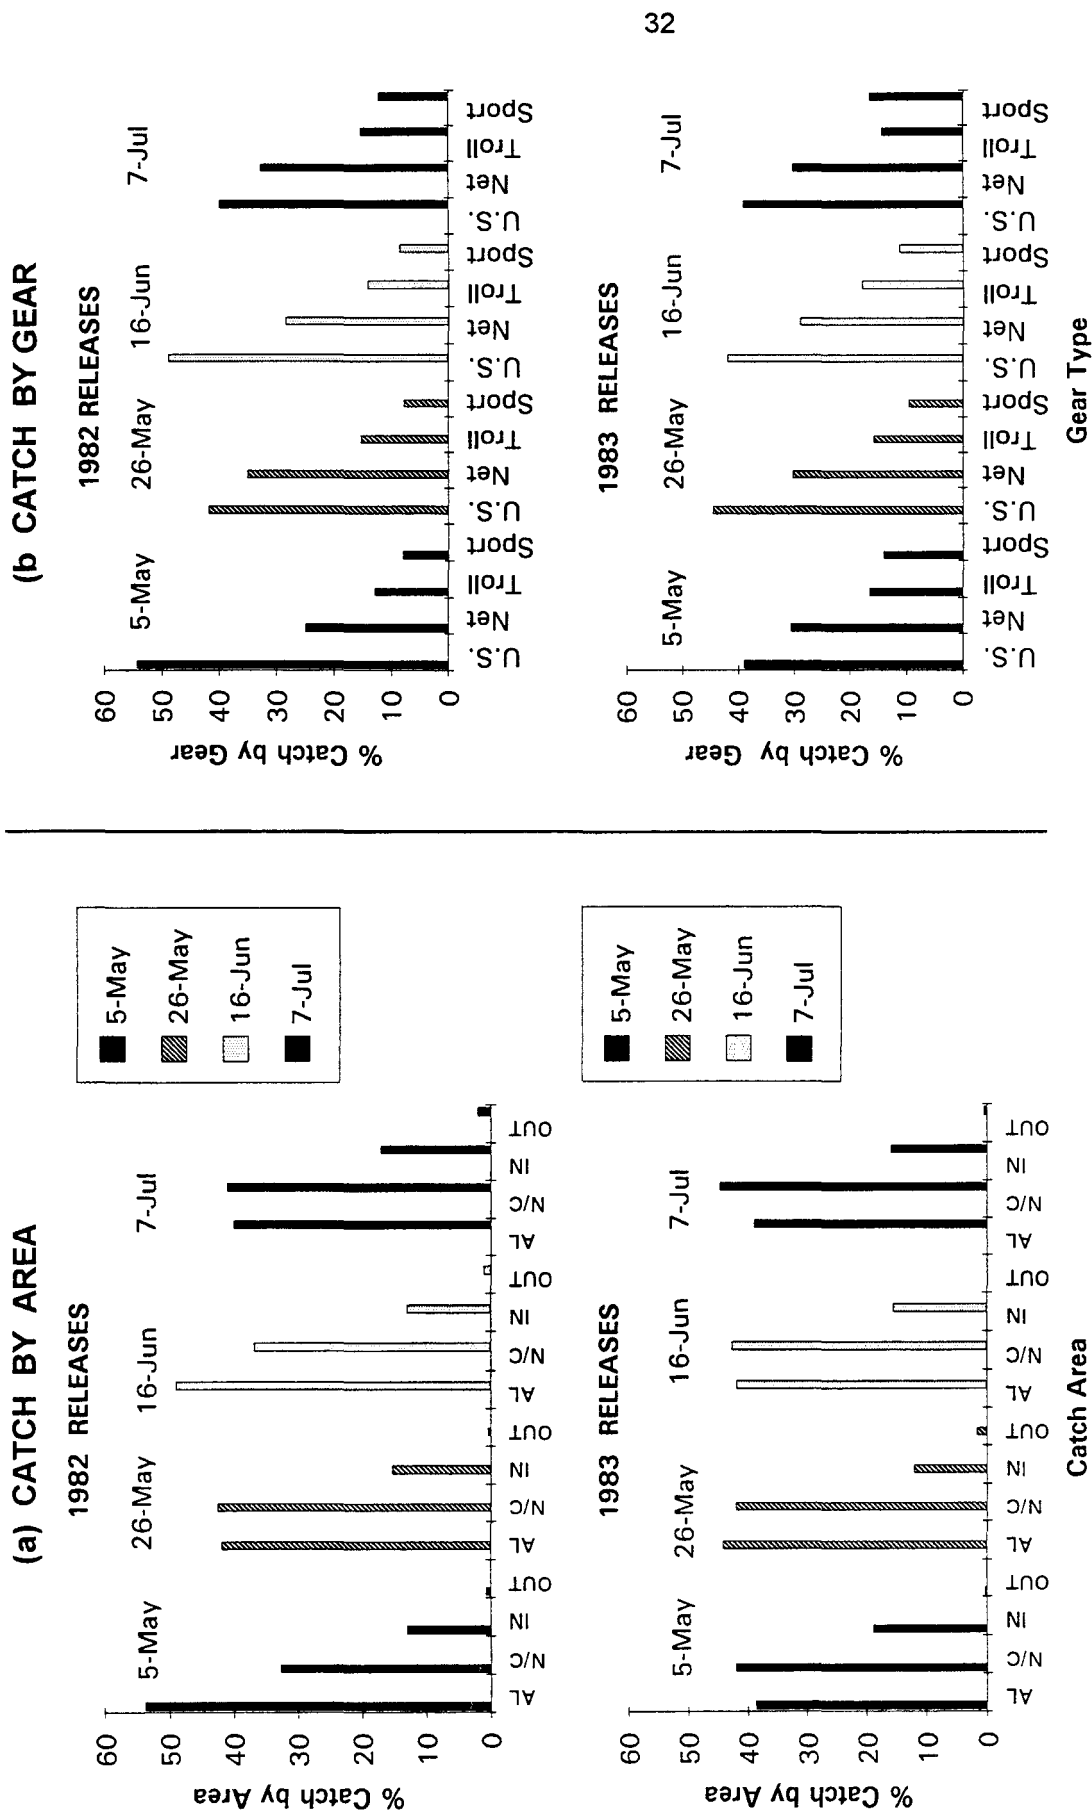 (a) CATCH BY AREA
1982 RELEASES
5-May 26-May 16-Jun 7-Jul
60
50
40
30
20
10
0
% Catch by Area
AL N/C IN OUT AL N/C IN OUT AL N/C IN OUT AL N/C IN OUT
5-May
26-May
16-Jun
7-Jul
1983 RELEASES
5-May 26-May 16-Jun 7-Jul
60
50
40
30
20
10
0
% Catch by Area
AL N/C IN OUT AL N/C IN OUT AL N/C IN OUT AL N/C IN OUT
Catch Area
5-May
26-May
16-Jun
7-Jul
(b CATCH BY GEAR
1982 RELEASES
5-May 26-May 16-Jun 7-Jul
60
50
40
30
20
10
0
% Catch by Gear
U.S. Net Troll Sport U.S. Net Troll Sport U.S. Net Troll Sport U.S. Net Troll Sport
1983 RELEASES
5-May 26-May 16-Jun 7-Jul
60
50
40
30
20
10
0
% Catch by Gear
U.S. Net Troll Sport U.S. Net Troll Sport U.S. Net Troll Sport U.S. Net Troll Sport
Gear Type
32